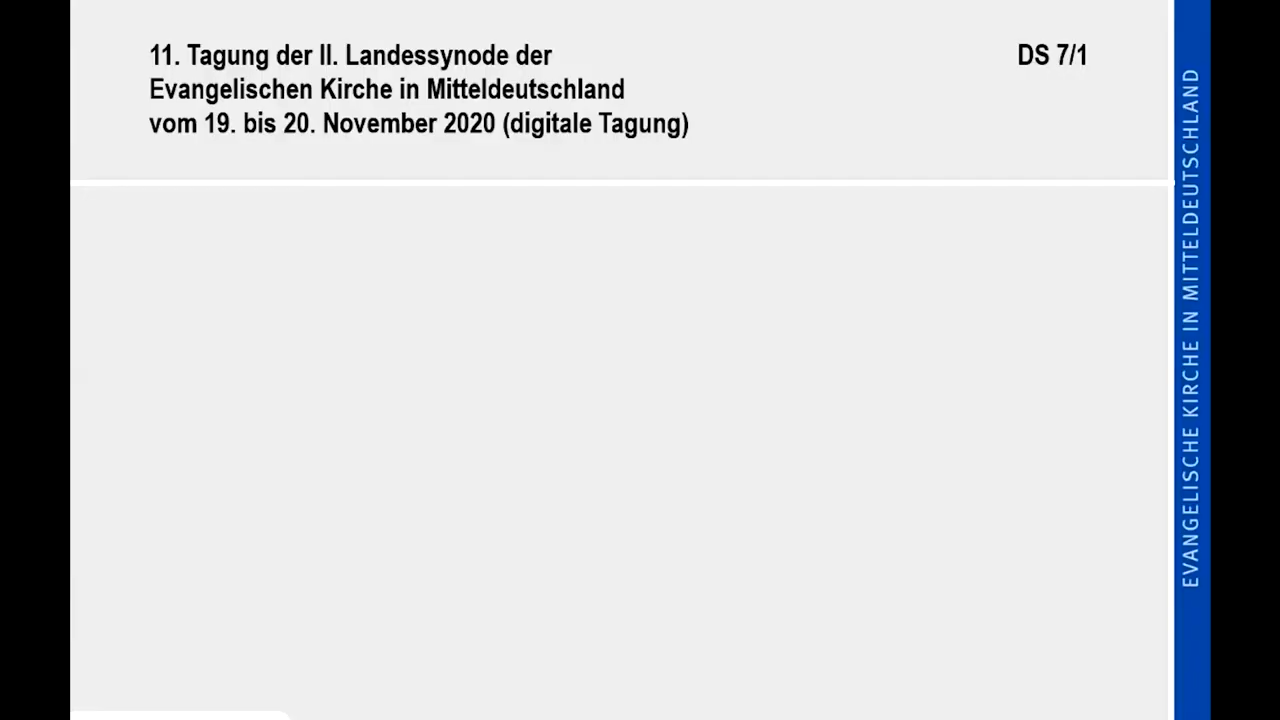 11. Tagung der II. Landessynode der
DS 7/1
Evangelischen Kirche in Mitteldeutschland
vom 19. bis 20. November 2020 (digitale Tagung)
EVANGELISCHE KIRCHE IN MITTELDEUTSCHLAND